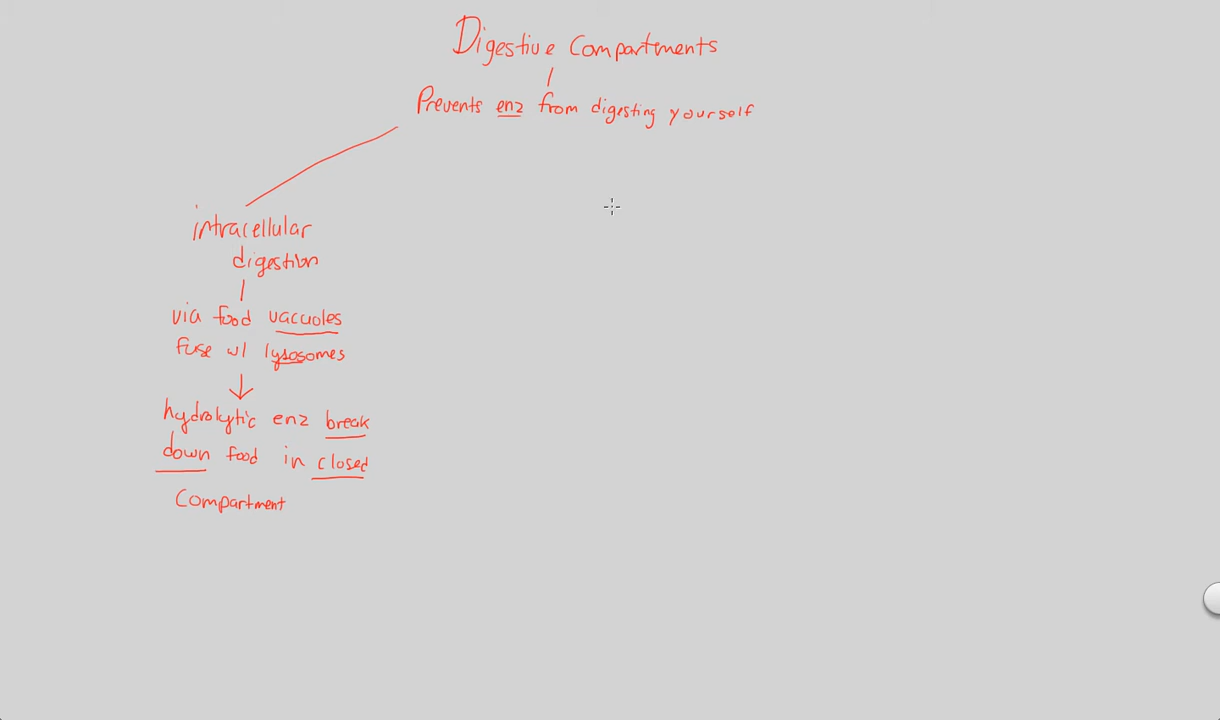 Digestive Compartments
Prevents enz from digesting yourself
intracellular
digestion
via food vacuoles
fuse w/ lysosomes
hydrolytic enz break
down food in closed
Compartment